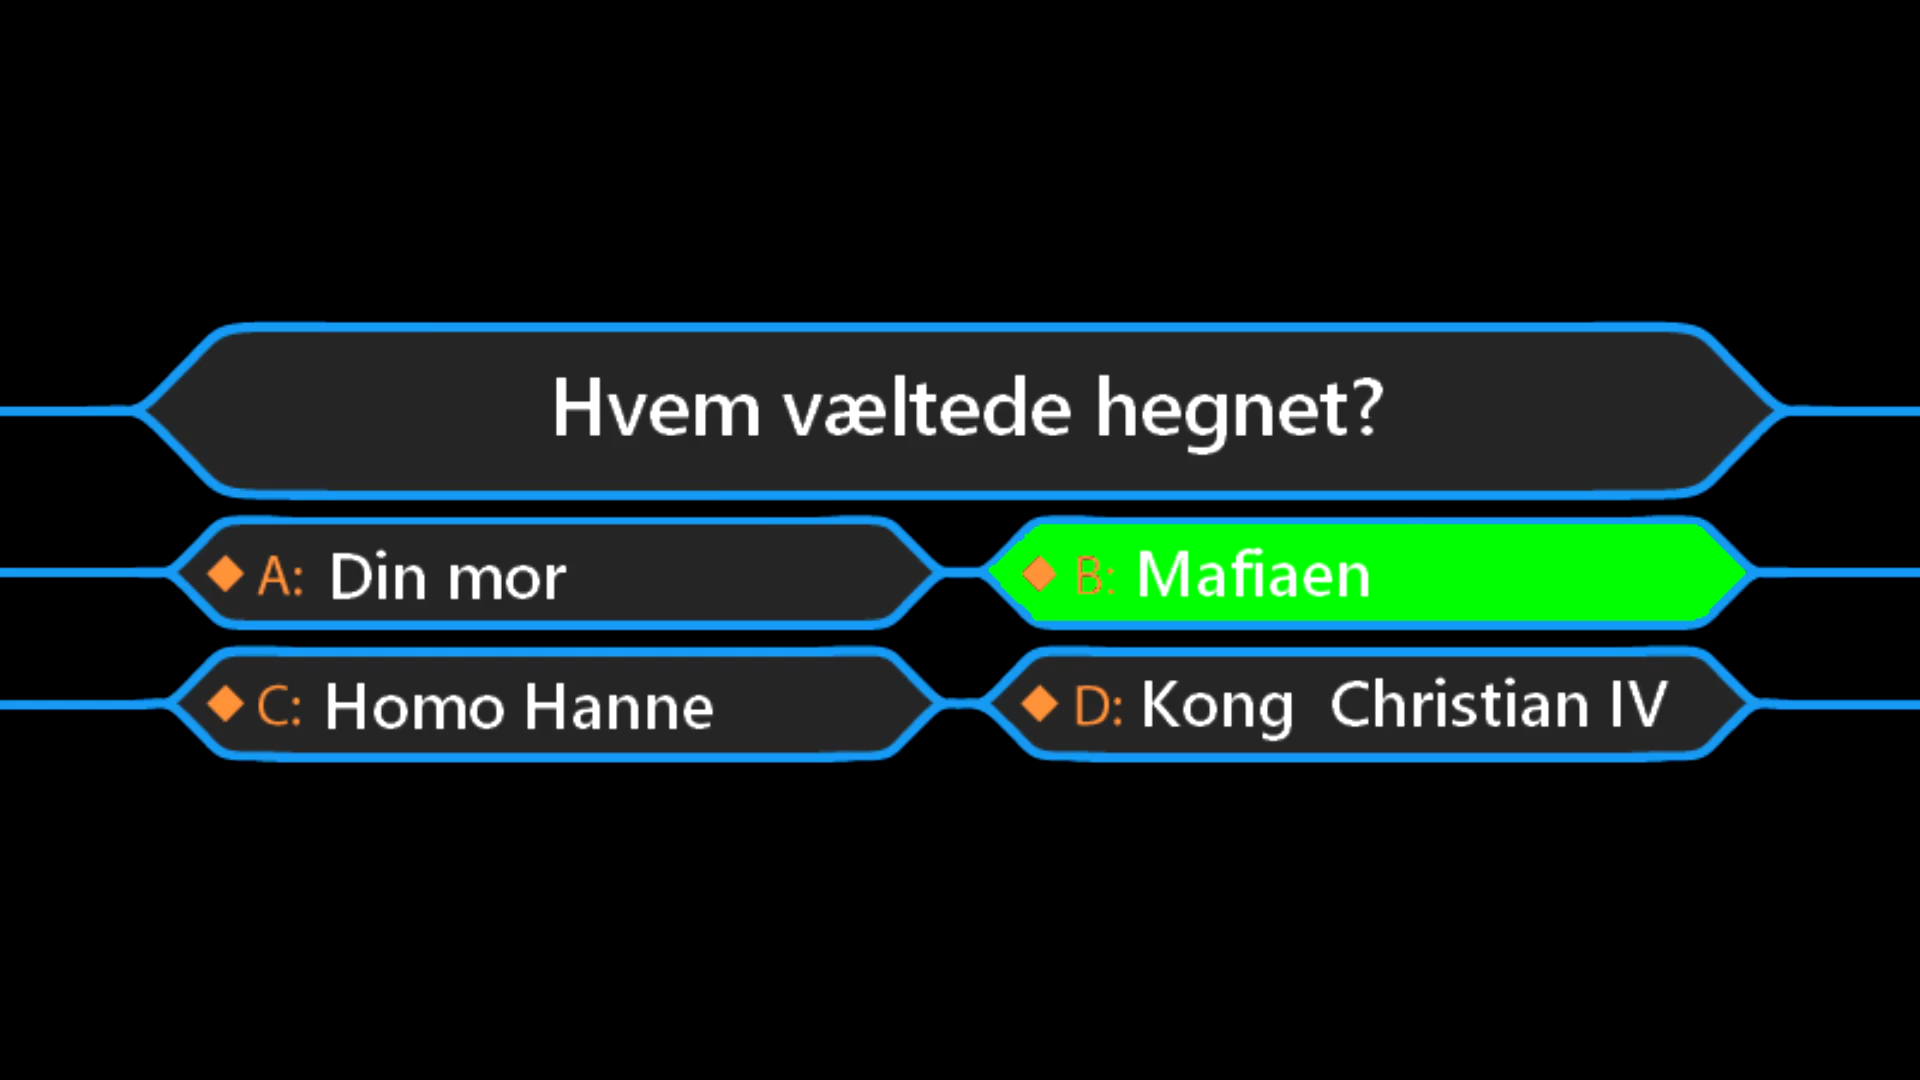 Hvem væltede hegnet?
A: Din mor
B: Mafiaen
C: Homo Hanne
D: Kong  Christian IV